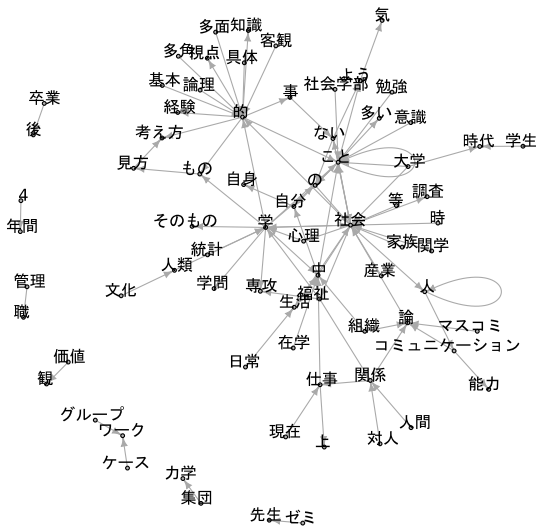 気
多面
知識
客観
多角
視点
具体
よう
基本
論理
事
社会学部
勉強
卒業
経験
的
多い
意識
後
考え方
ない
時代
学生
見方
もの
こと
大学
自身
の
4
自分
等
調査
年間
そのもの
学
社会
時
心理
家族
関学
統計
人類
中
産業
管理
文化
学問
専攻
福祉
人
生活
職
組織
論
マスコミ
在学
コミュニケーション
価値
日常
観
仕事
関係
能力
グループ
ワーク
現在
上
対人
人間
ケース
力学
集団
先生
ゼミ